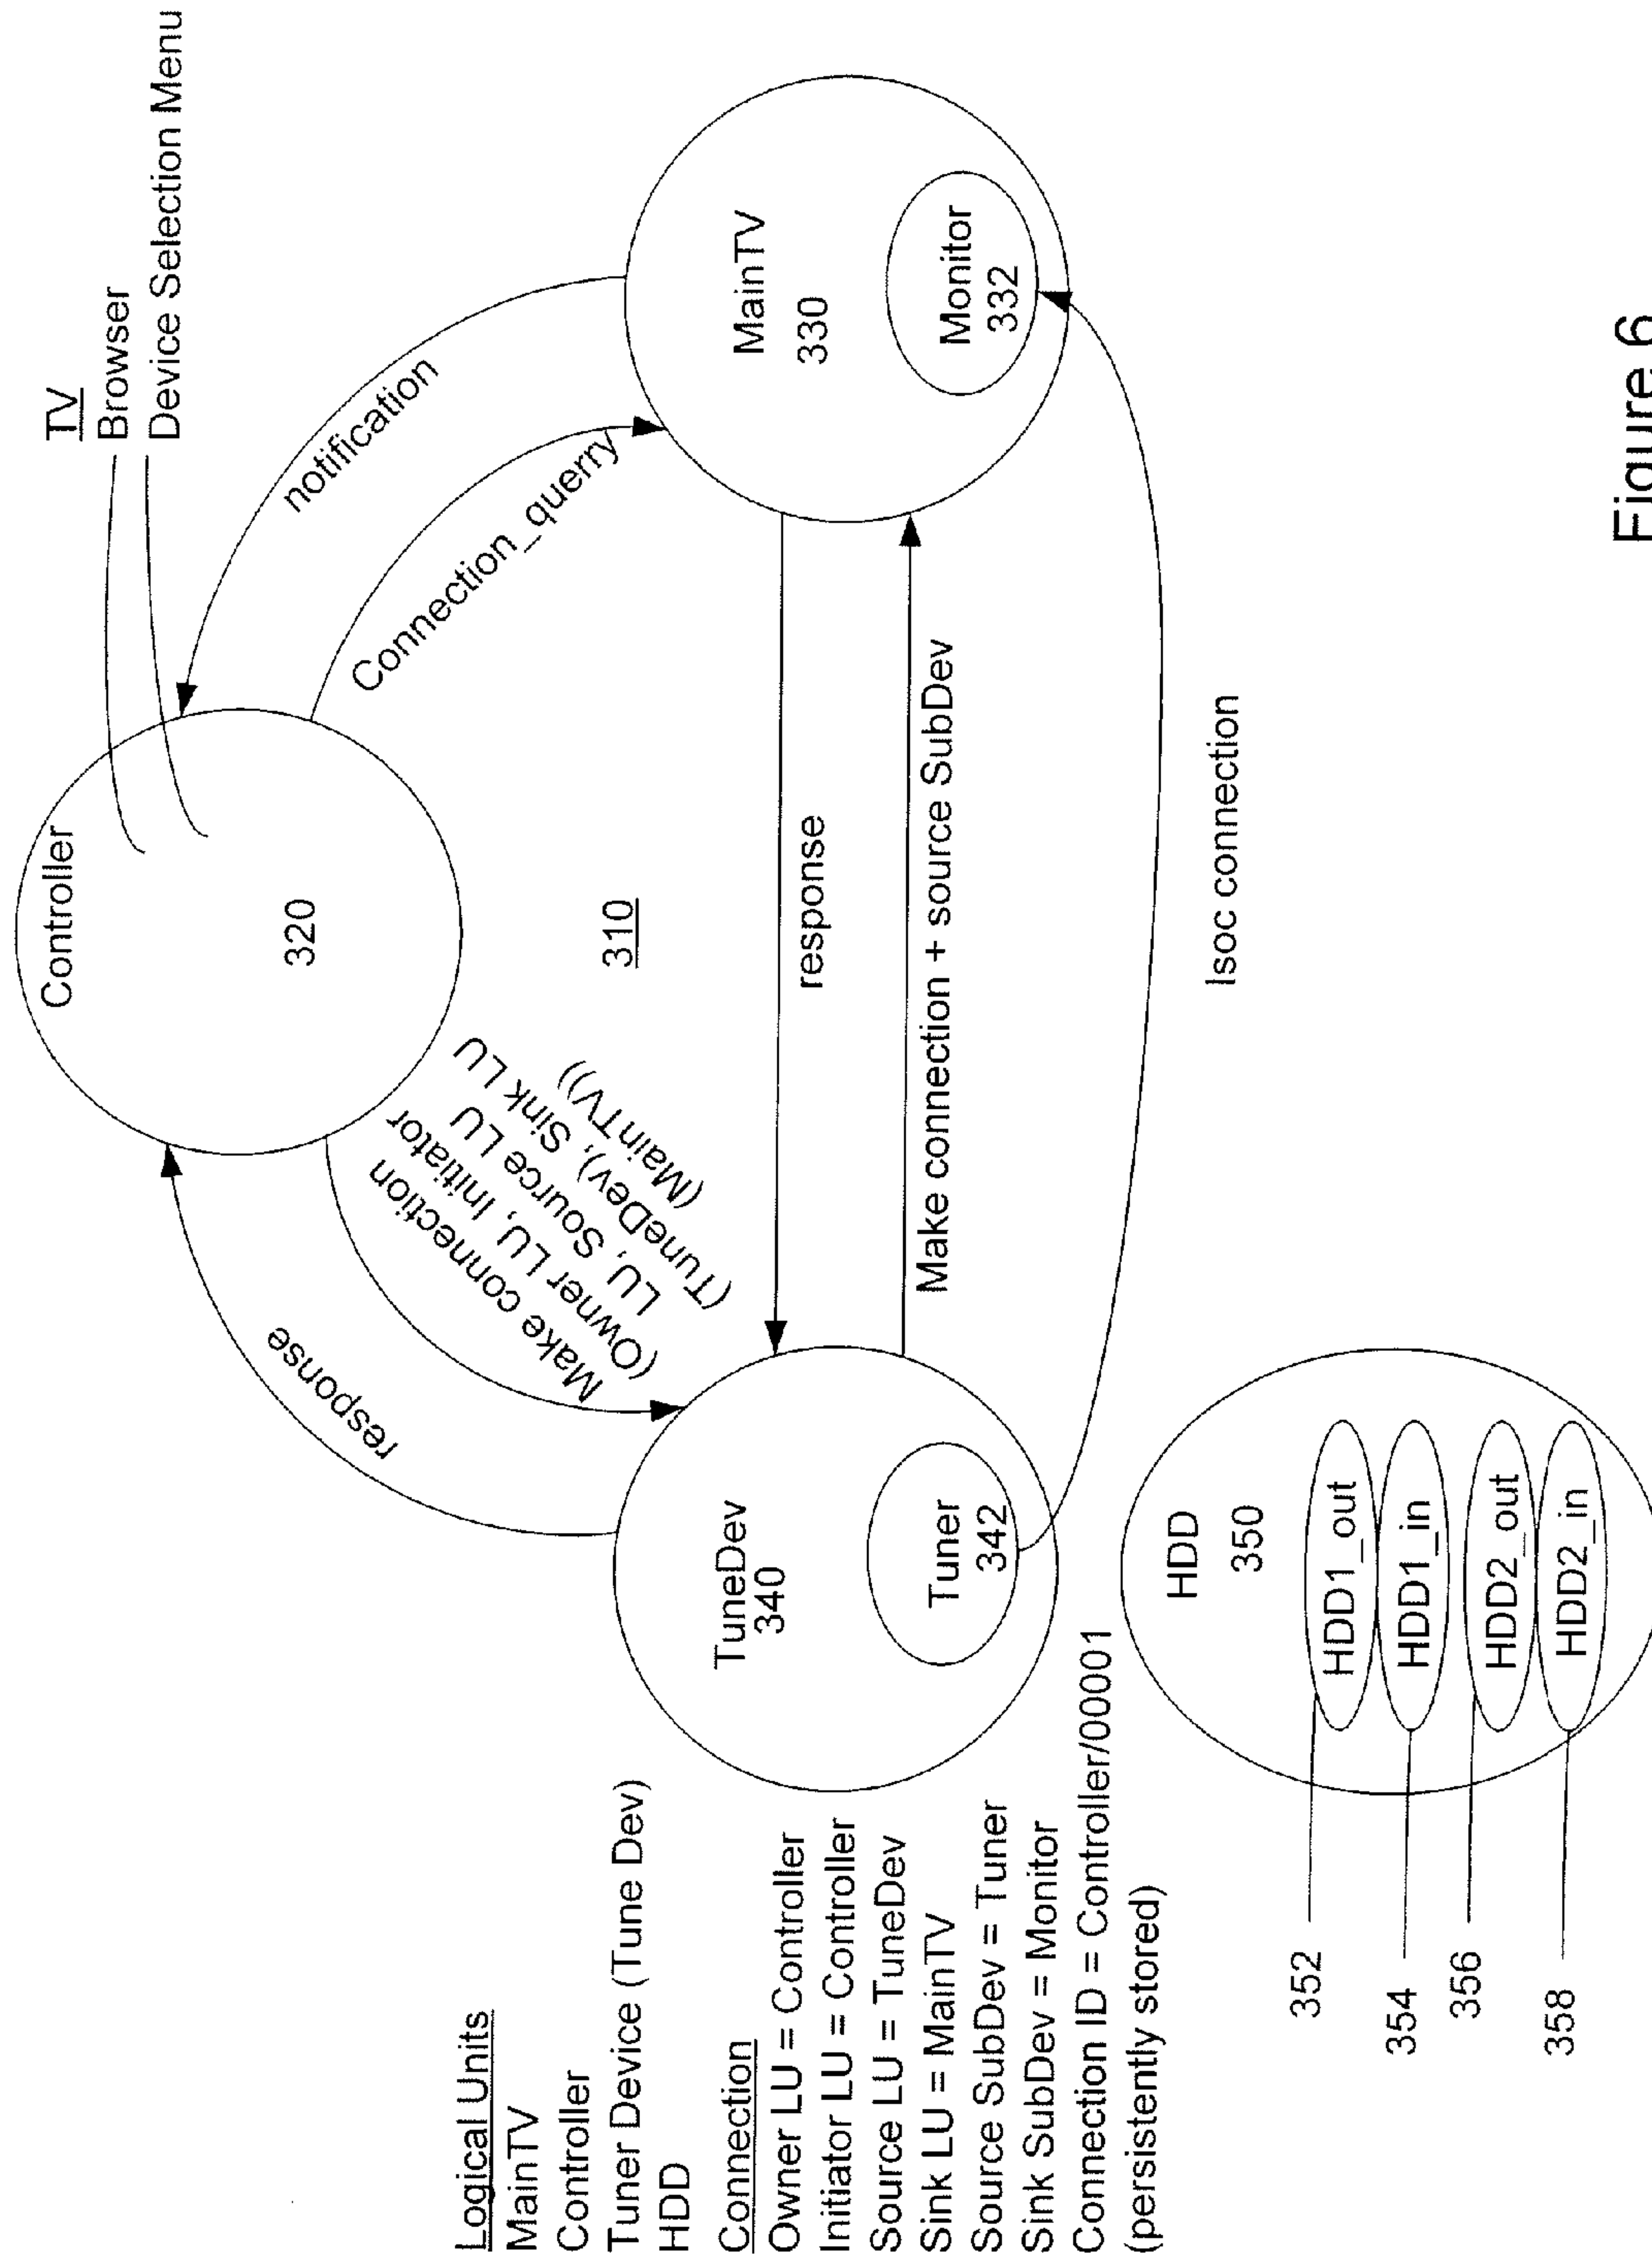 TV
Browser
Device Selection Menu
Controller
320
310
notification
Connection_querry
response
Make connection
(Owner LU, Initiator
LU, Source LU
(TuneDev), Sink LU
(MainTV))
MainTV
330
Monitor
332
response
Make connection + source SubDev
Isoc connection
TuneDev
340
Tuner
342
Logical Units
MainTV
Controller
Tuner Device (Tune Dev)
HDD
Connection
Owner LU = Controller
Initiator LU = Controller
Source LU = TuneDev
Sink LU = MainTV
Source SubDev = Tuner
Sink SubDev = Monitor
Connection ID = Controller/00001
(persistently stored)
HDD
350
352
HDD1_out
354
HDD1_in
356
HDD2_out
358
HDD2_in
Figure 6